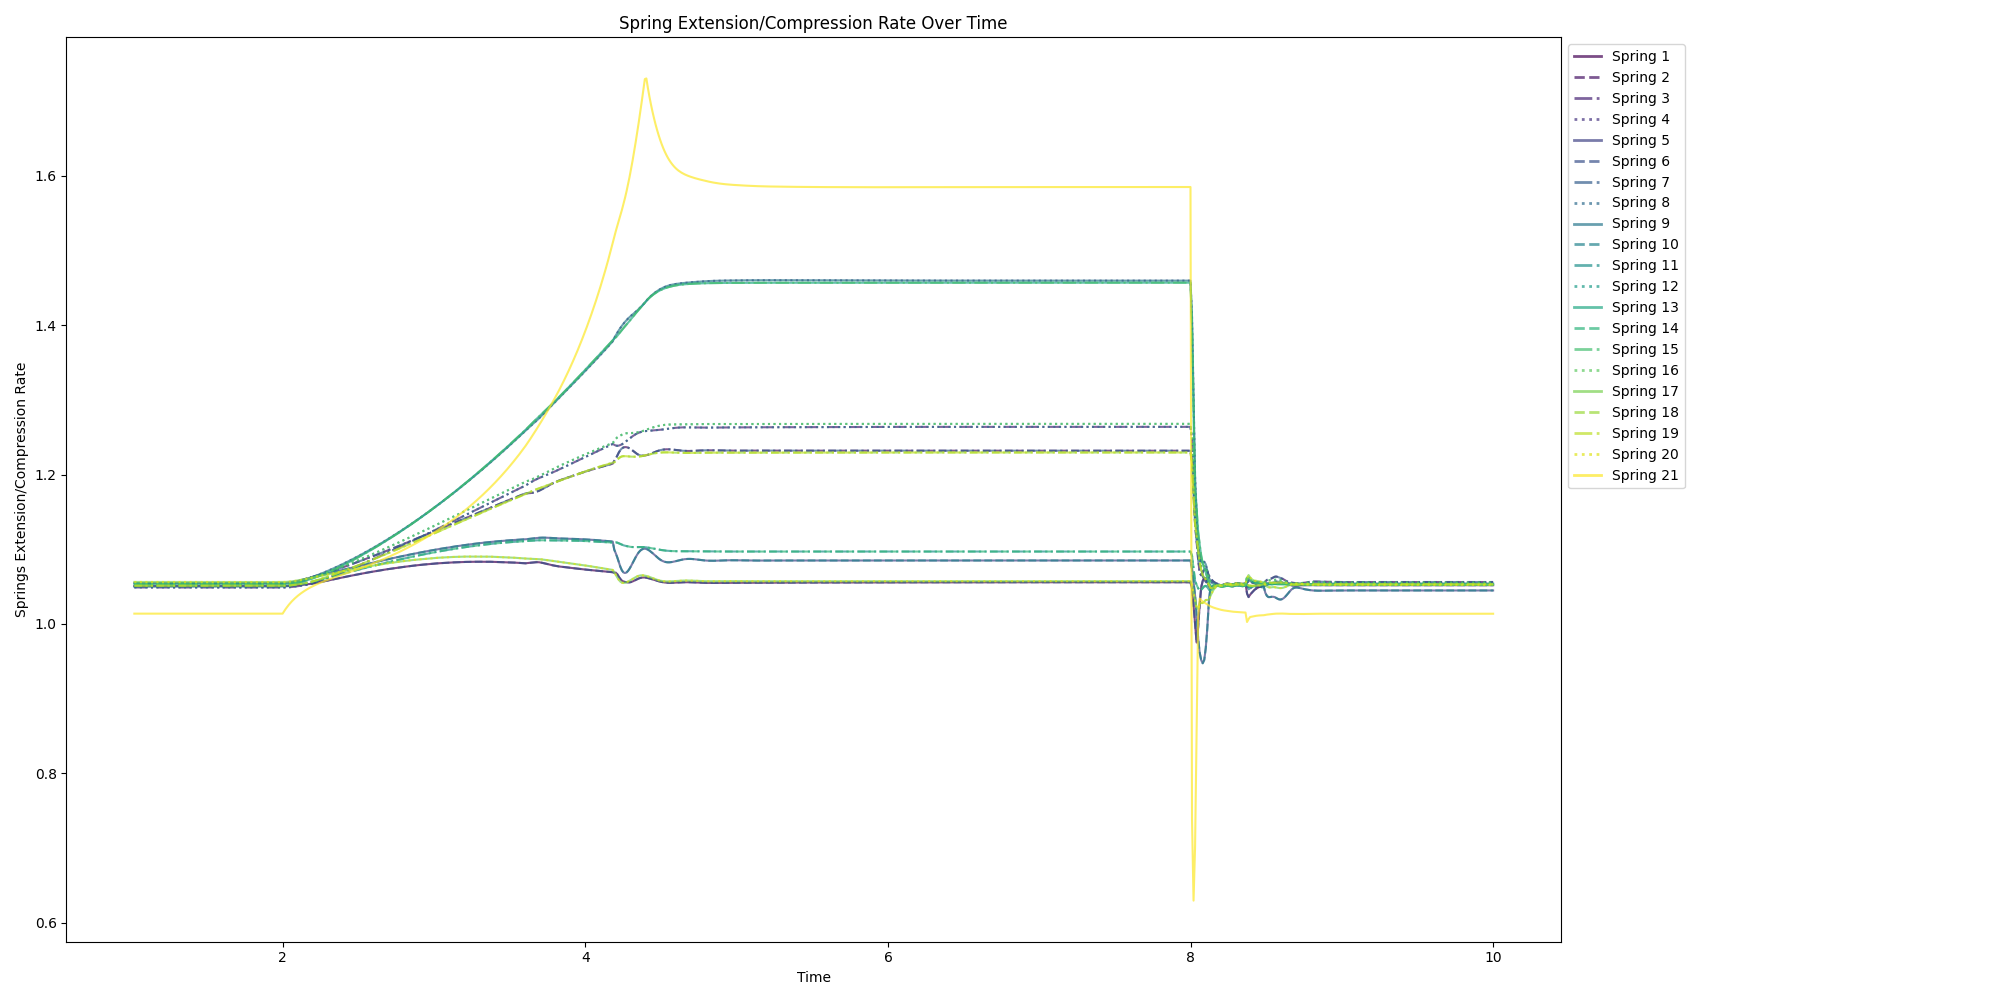 Spring Extension/Compression Rate Over Time
Springs Extension/Compression Rate
1.6
1.4
1.2
1.0
0.8
0.6
2
4
6
8
10
Time
Spring 1
Spring 2
Spring 3
Spring 4
Spring 5
Spring 6
Spring 7
Spring 8
Spring 9
Spring 10
Spring 11
Spring 12
Spring 13
Spring 14
Spring 15
Spring 16
Spring 17
Spring 18
Spring 19
Spring 20
Spring 21